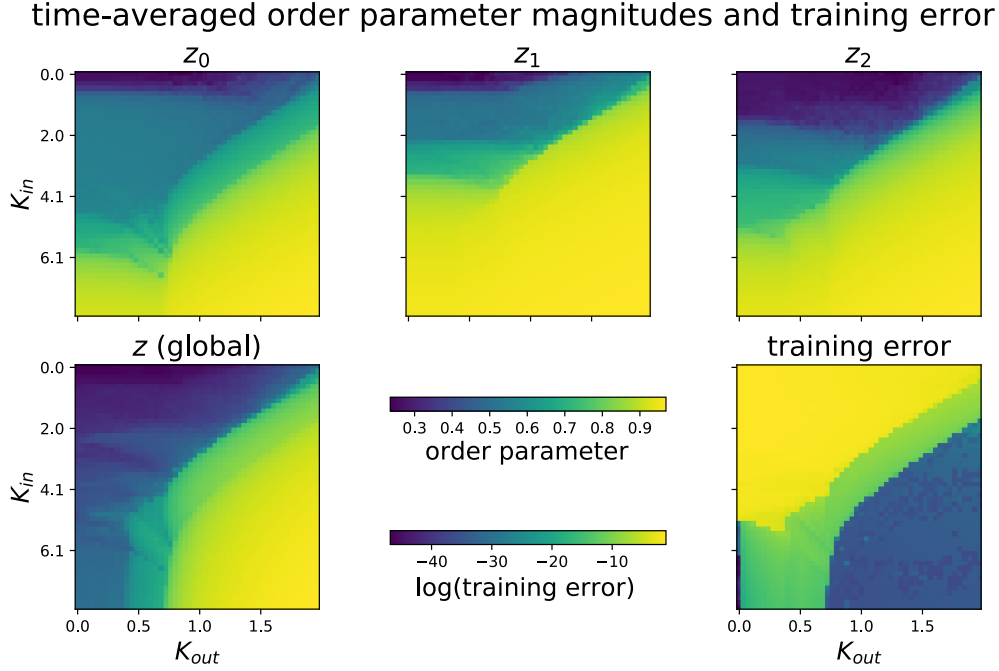 time-averaged order parameter magnitudes and training error
z0
z1
z2
0.0
2.0
4.1
6.1
Kin
z (global)
training error
0.0
2.0
4.1
6.1
Kin
0.0 0.5 1.0 1.5
Kout
0.3 0.4 0.5 0.6 0.7 0.8 0.9
order parameter
−40 −30 −20 −10
log(training error)
0.0 0.5 1.0 1.5
Kout